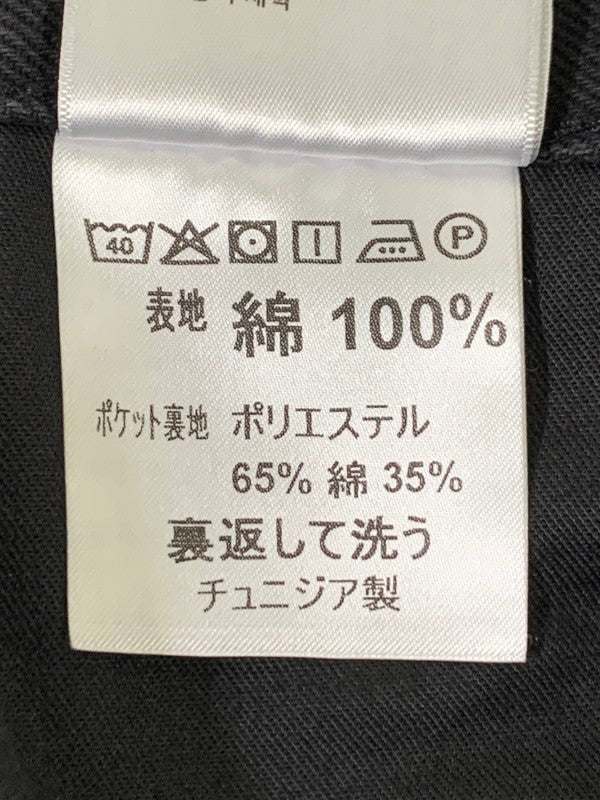 40 P
表地 綿 100%
ポケット裏地 ポリエステル
65% 綿 35%
裏返して洗う
チュニジア製